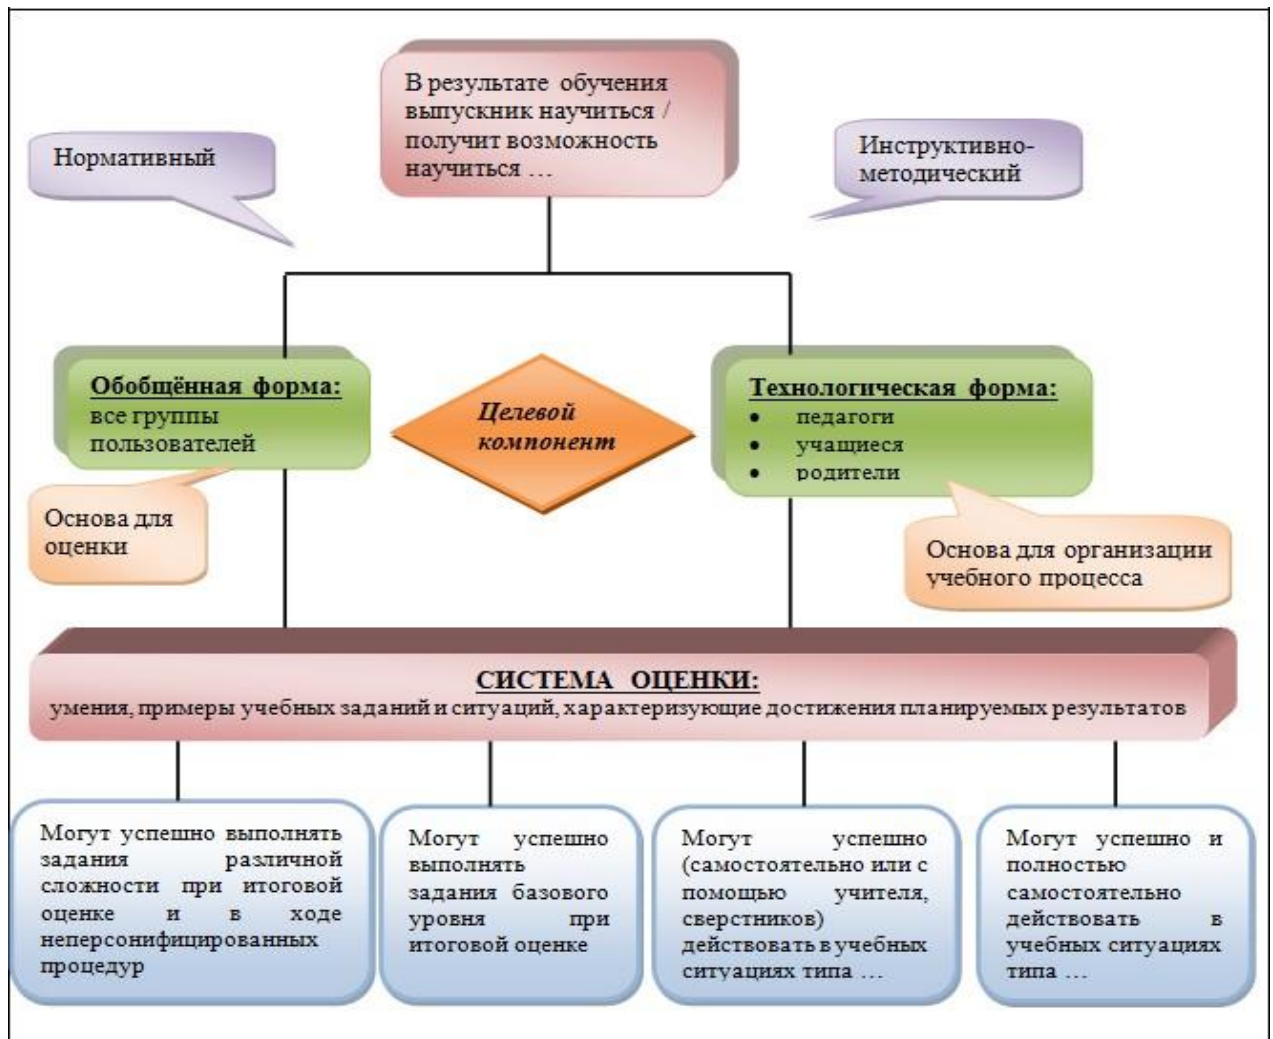 В результате обучения
выпускник научиться /
получит возможность
научиться ...
Нормативный
Инструктивно-
методический
Обобщённая форма:
все группы
пользователей
Целевой
компонент
Технологическая форма:
• педагоги
• учащиеся
• родители
Основа для
оценки
Основа для организации
учебного процесса
СИСТЕМА ОЦЕНКИ:
умения, примеры учебных заданий и ситуаций, характеризующие достижения планируемых результатов
Могут успешно выполнять
задания различной
сложности при итоговой
оценке и в ходе
неперсонифицированных
процедур
Могут успешно
выполнять
задания базового
уровня при
итоговой оценке
Могут успешно
(самостоятельно или с
помощью учителя,
сверстников)
действовать в учебных
ситуациях типа ...
Могут успешно и
полностью
самостоятельно
действовать в
учебных ситуациях
типа ...